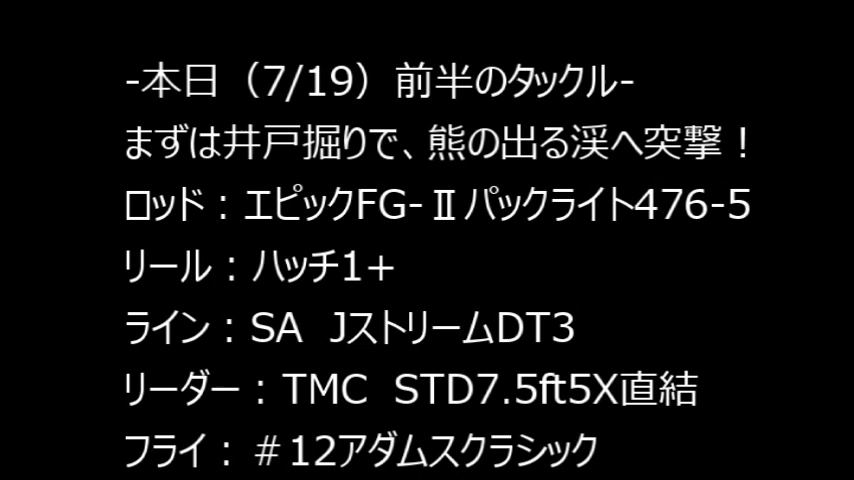 -本日（7/19）前半のタックル-
まずは井戸掘りで、熊の出る渓へ突撃！
ロッド：エピックFG-Ⅱパックライト476-5
リール：ハッチ1+
ライン：SA　JストリームDT3
リーダー：TMC　STD7.5ft5X直結
フライ：＃12アダムスクラシック